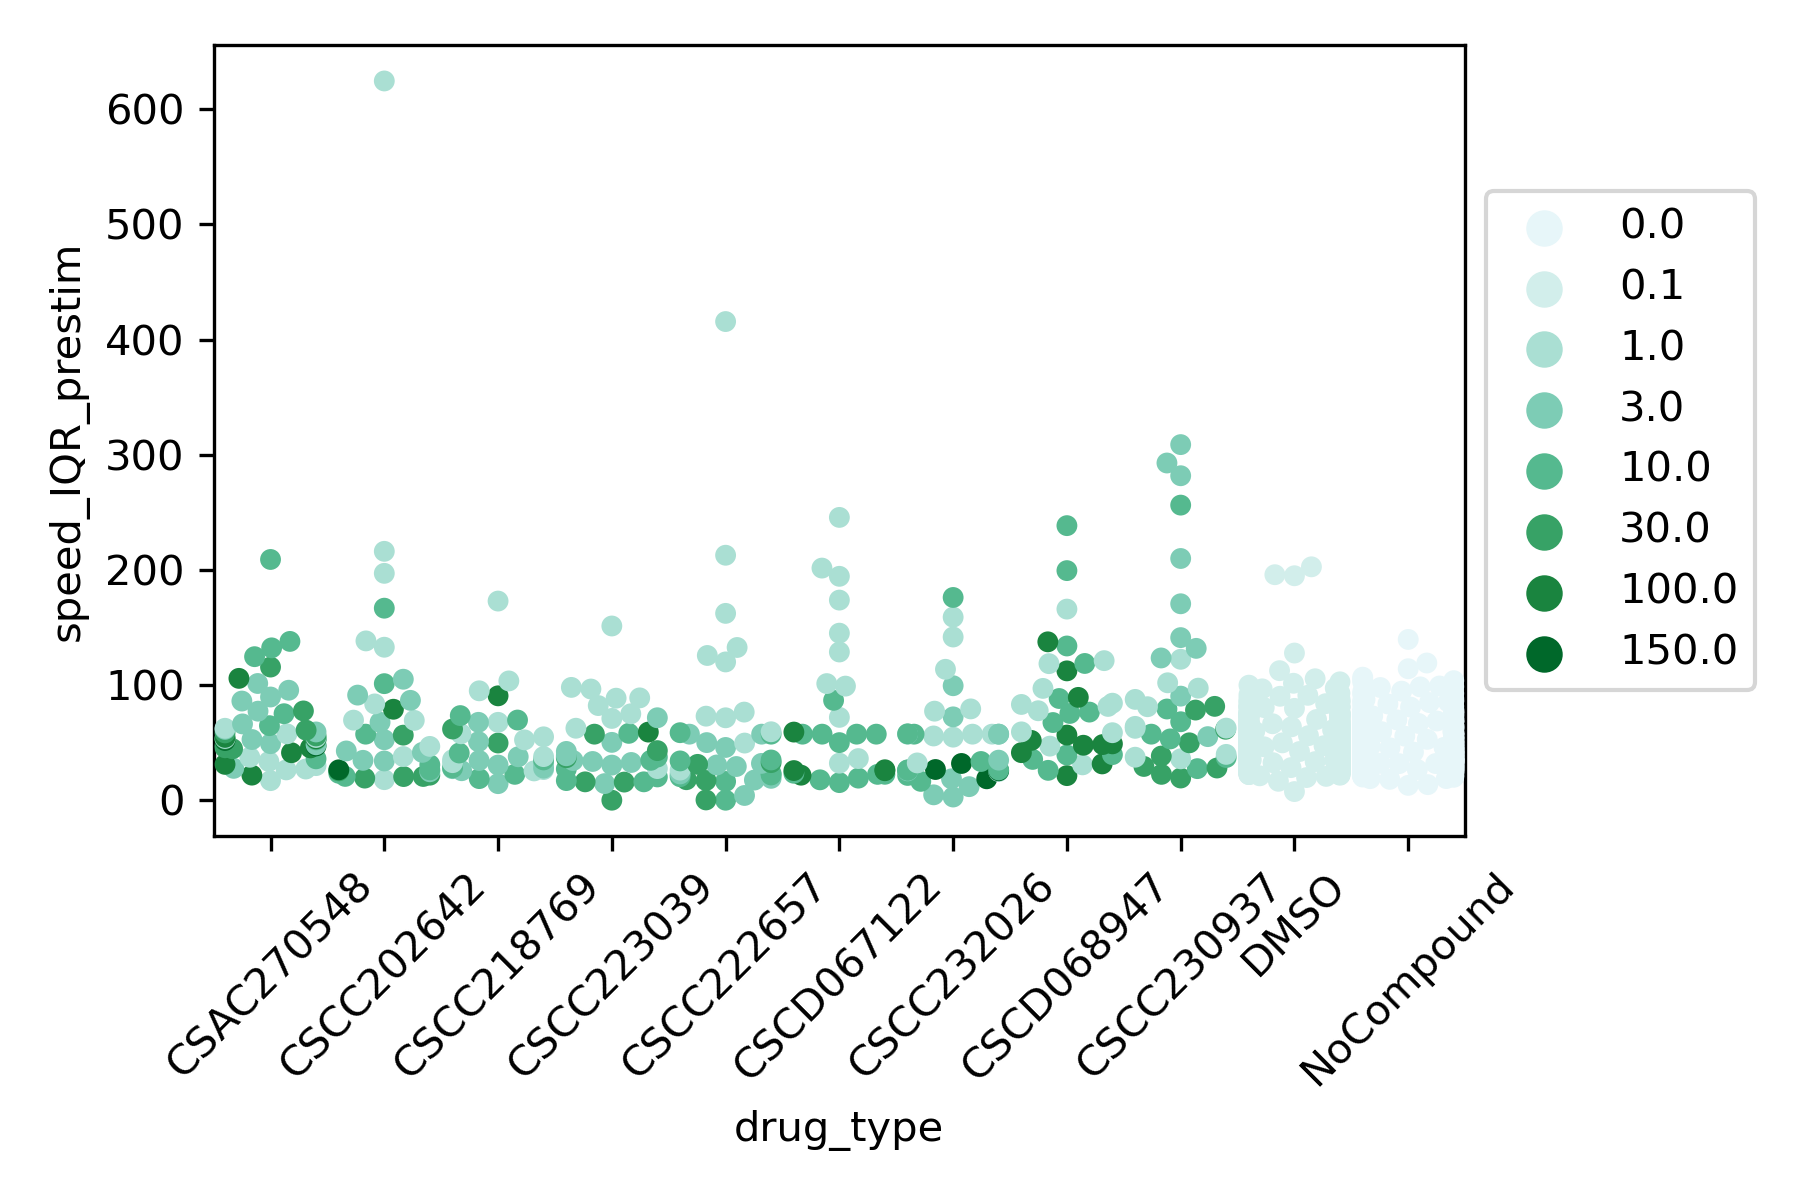 600
500
400
300
200
100
0
speed_IQR_prestim
0.0
0.1
1.0
3.0
10.0
30.0
100.0
150.0
CSAC270548
CSCC202642
CSCC218769
CSCC223039
CSCC222657
CSCD067122
CSCC232026
CSCD068947
CSCC230937
DMSO
NoCompound
drug_type